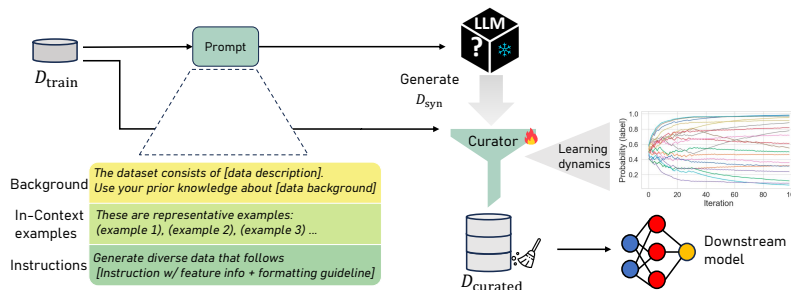 Prompt
LLM
?
D_train
Generate
D_syn
Curator
Learning
dynamics
Probability (label)
1.0
0.8
0.6
0.4
0.2
0
20
40
60
80
100
Iteration
Background
The dataset consists of [data description].
Use your prior knowledge about [data background]
In-Context
examples
These are representative examples:
(example 1), (example 2), (example 3) ...
Instructions
Generate diverse data that follows
[Instruction w/ feature info + formatting guideline]
D_curated
Downstream
model